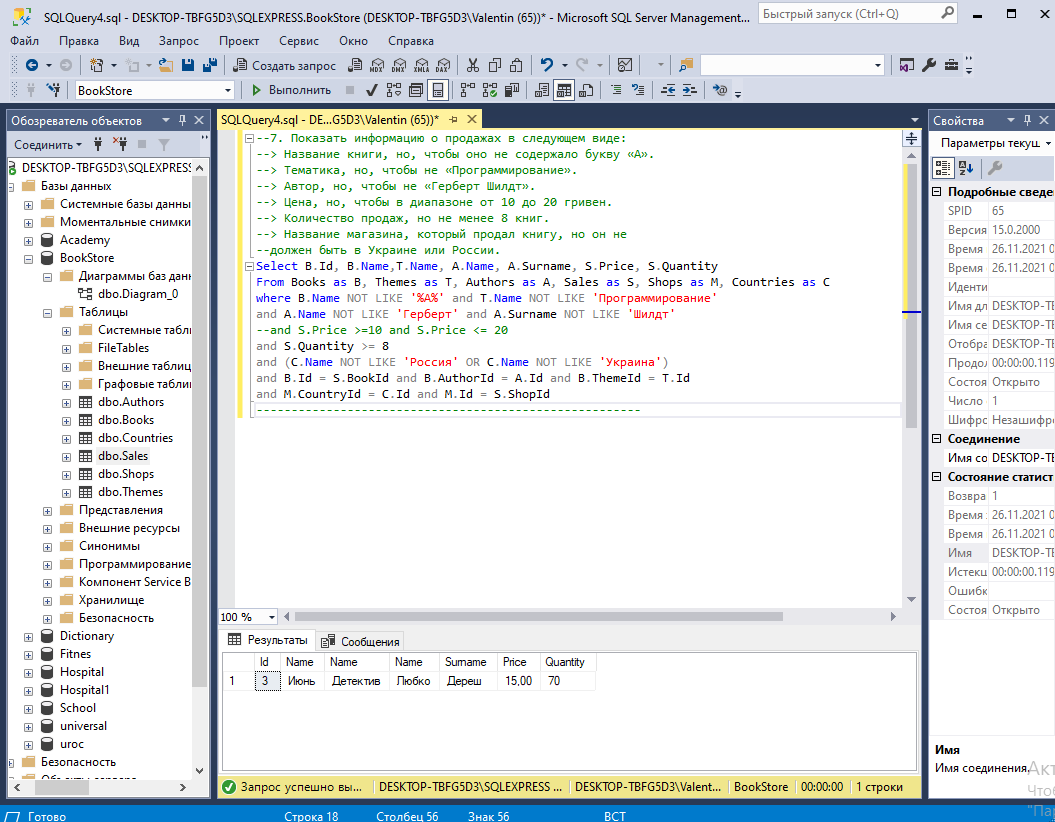 SQLQuery4.sql - DESKTOP-TBFG5D3\SQLEXPRESS.BookStore (DESKTOP-TBFG5D3\Valentin (65))* - Microsoft SQL Server Management...
Быстрый запуск (Ctrl+Q)
Файл Правка Вид Запрос Проект Сервис Окно Справка
Создать запрос MDX DMX XMLA DAX
BookStore Выполнить
Обозреватель объектов
Соединить
DESKTOP-TBFG5D3\SQLEXPRESS
Базы данных
Системные базы данны
Моментальные снимки
Academy
BookStore
Диаграммы баз данн
dbo.Diagram_0
Таблицы
Системные табл
FileTables
Внешние таблиц
Графовые таблиц
dbo.Authors
dbo.Books
dbo.Countries
dbo.Sales
dbo.Shops
dbo.Themes
Представления
Внешние ресурсы
Синонимы
Программирование
Компонент Service B
Хранилище
Безопасность
Dictionary
Fitnes
Hospital
Hospital1
School
universal
uroc
Безопасность
SQLQuery4.sql - DE...G5D3\Valentin (65))*
--7. Показать информацию о продажах в следующем виде:
--> Название книги, но, чтобы оно не содержало букву «А».
--> Тематика, но, чтобы не «Программирование».
--> Автор, но, чтобы не «Герберт Шилдт».
--> Цена, но, чтобы в диапазоне от 10 до 20 гривен.
--> Количество продаж, но не менее 8 книг.
--> Название магазина, который продал книгу, но он не
--должен быть в Украине или России.
Select B.Id, B.Name,T.Name, A.Name, A.Surname, S.Price, S.Quantity
From Books as B, Themes as T, Authors as A, Sales as S, Shops as M, Countries as C
where B.Name NOT LIKE '%А%' and T.Name NOT LIKE 'Программирование'
and A.Name NOT LIKE 'Герберт' and A.Surname NOT LIKE 'Шилдт'
--and S.Price >=10 and S.Price <= 20
and S.Quantity >= 8
and (C.Name NOT LIKE 'Россия' OR C.Name NOT LIKE 'Украина')
and B.Id = S.BookId and B.AuthorId = A.Id and B.ThemeId = T.Id
and M.CountryId = C.Id and M.Id = S.ShopId
-------------------------------------------------------
100 %
Результаты Сообщения
Id Name Name Name Surname Price Quantity
1 3 Июнь Детектив Любко Дереш 15,00 70
Запрос успешно вы... DESKTOP-TBFG5D3\SQLEXPRESS ... DESKTOP-TBFG5D3\Valent... BookStore 00:00:00 1 строки
Свойства
Параметры текущ
Подробные сведе
SPID 65
Версия 15.0.2000
Время 26.11.2021 0
Время 26.11.2021 0
Иденти
Имя дл DESKTOP-TB
Имя се DESKTOP-TB
Отобра DESKTOP-TB
Продол 00:00:00.119
Состоя Открыто
Число 1
Шифро Незашифро
Соединение
Имя со DESKTOP-TB
Состояние статист
Возвра 1
Время 26.11.2021 0
Время 26.11.2021 0
Имя DESKTOP-TB
Истекш 00:00:00.119
Ошибк
Состоя Открыто
Имя
Имя соединения.
Акт
Чтоб
"Пар
Готово Строка 18 Столбец 56 Знак 56 ВСТ